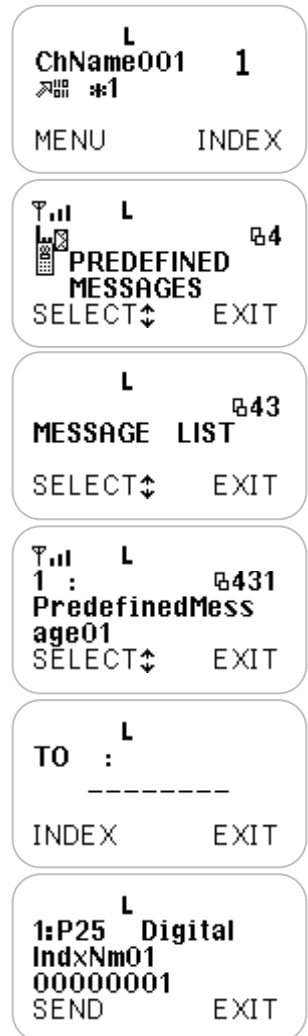 L
ChName001 1
*1
MENU INDEX
L
4
PREDEFINED
MESSAGES
SELECT EXIT
L
43
MESSAGE LIST
SELECT EXIT
L
1 : 431
PredefinedMess
age01
SELECT EXIT
L
TO :
________
INDEX EXIT
L
1:P25 Digital
IndxNm01
00000001
SEND EXIT